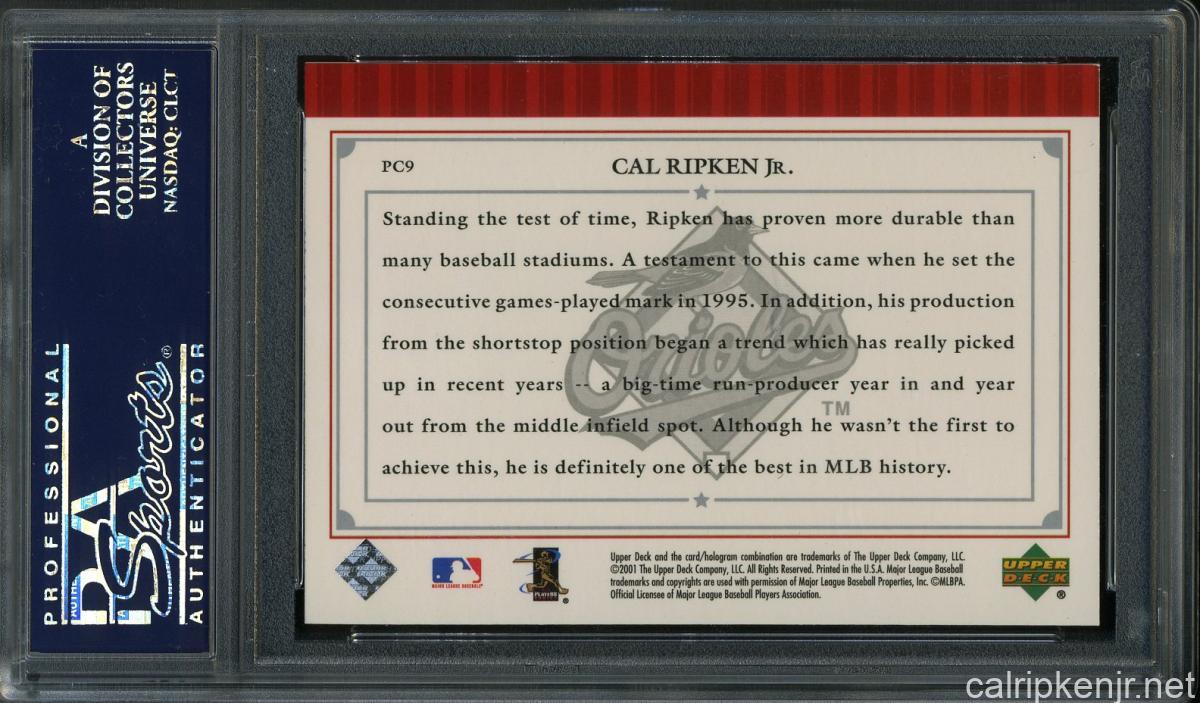 A
DIVISION OF
COLLECTORS
UNIVERSE
NASDAQ: CLCT
PROFESSIONAL
PSA
Sports®
AUTHENTICATOR
PC9
CAL RIPKEN JR.
Standing the test of time, Ripken has proven more durable than
many baseball stadiums. A testament to this came when he set the
consecutive games-played mark in 1995. In addition, his production
from the shortstop position began a trend which has really picked
up in recent years -- a big-time run-producer year in and year
out from the middle infield spot. Although he wasn't the first to
achieve this, he is definitely one of the best in MLB history.
Orioles
TM
MAJOR LEAGUE BASEBALL
PLAYERS
®
Upper Deck and the card/hologram combination are trademarks of The Upper Deck Company, LLC.
©2001 The Upper Deck Company, LLC. All Rights Reserved. Printed in the U.S.A. Major League Baseball
trademarks and copyrights are used with permission of Major League Baseball Properties, Inc. ©MLBPA.
Official Licensee of Major League Baseball Players Association.
UPPER
DECK
®
calripkenjr.net